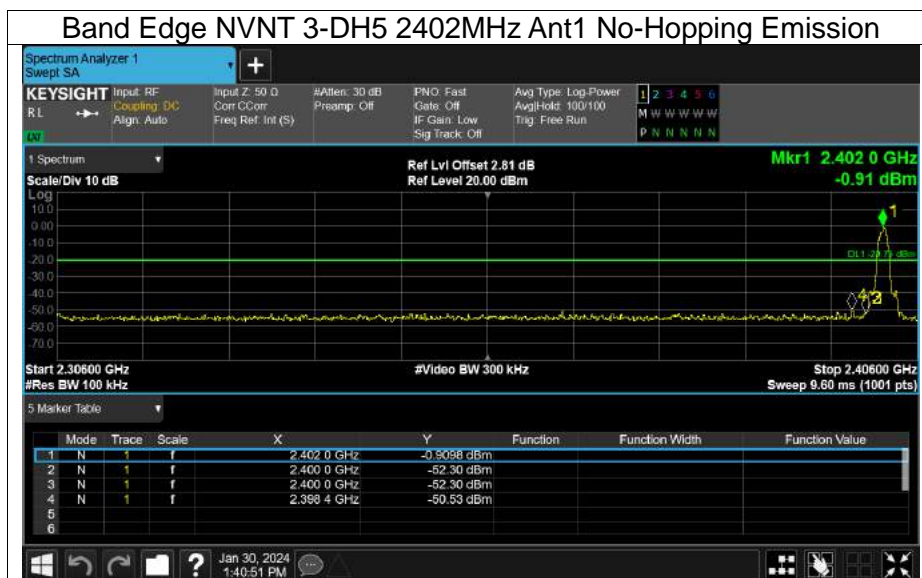 Band Edge NVNT 3-DH5 2402MHz Ant1 No-Hopping Emission
Spectrum Analyzer 1
Swept SA
+
KEYSIGHT
R L
LXI
Input: RF
Coupling: DC
Align: Auto
Input Z: 50 Ω
Corr CCorr
Freq Ref: Int (S)
#Atten: 30 dB
Preamp: Off
PNO: Fast
Gate: Off
IF Gain: Low
Sig Track: Off
Avg Type: Log-Power
Avg|Hold: 100/100
Trig: Free Run
1 2 3 4 5 6
M W W W W W
P N N N N N
1 Spectrum
Scale/Div 10 dB
Ref Lvl Offset 2.81 dB
Ref Level 20.00 dBm
Mkr1 2.402 0 GHz
-0.91 dBm
Log
10.0
0.00
-10.0
-20.0
-30.0
-40.0
-50.0
-60.0
-70.0
1
4 2
Start 2.30600 GHz
#Res BW 100 kHz
#Video BW 300 kHz
Stop 2.40600 GHz
Sweep 9.60 ms (1001 pts)
5 Marker Table
Mode Trace Scale X Y Function Function Width Function Value
1 N 1 f 2.402 0 GHz -0.9098 dBm
2 N 1 f 2.400 0 GHz -52.30 dBm
3 N 1 f 2.400 0 GHz -52.30 dBm
4 N 1 f 2.398 4 GHz -50.53 dBm
5
6
?
Jan 30, 2024
1:40:51 PM